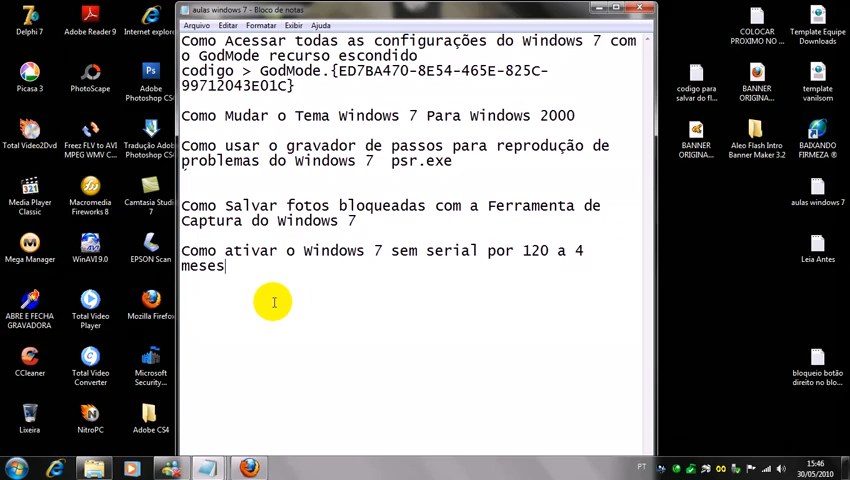 aulas windows 7 - Bloco de notas
Arquivo Editar Formatar Exibir Ajuda
Como Acessar todas as configurações do Windows 7 com
o GodMode recurso escondido
codigo > GodMode.{ED7BA470-8E54-465E-825C-
99712043E01C}
Como Mudar o Tema Windows 7 Para Windows 2000
Como usar o gravador de passos para reprodução de
problemas do Windows 7 psr.exe
Como Salvar fotos bloqueadas com a Ferramenta de
Captura do Windows 7
Como ativar o Windows 7 sem serial por 120 a 4
meses
Delphi 7
Adobe Reader 9
Internet explorer
Picasa 3
PhotoScape
Adobe
Photoshop CS...
Total Video2Dvd
Freez FLV to AVI
MPEG WMV C...
Tradução Adob
Photoshop CS...
Media Player
Classic
Macromedia
Fireworks 8
Camtasia Studio
7
Mega Manager
WinAVI9.0
EPSON Scan
ABRE E FECHA
GRAVADORA
Total Video
Player
Mozilla Firefox
CCleaner
Total Video
Converter
Microsoft
Security...
Lixeira
NitroPC
Adobe CS4
COLOCAR
PROXIMO NO ...
Template Equipe
Downloads
codigo para
salvar do fl...
BANNER
ORIGINA...
template
vanilsom
BANNER
ORIGINA...
Aleo Flash Intro
Banner Maker 3.2
BAIXANDO
FIRMEZA ®
aulas windows 7
Leia Antes
bloqueio botão
direito no blo...
PT
15:46
30/05/2010